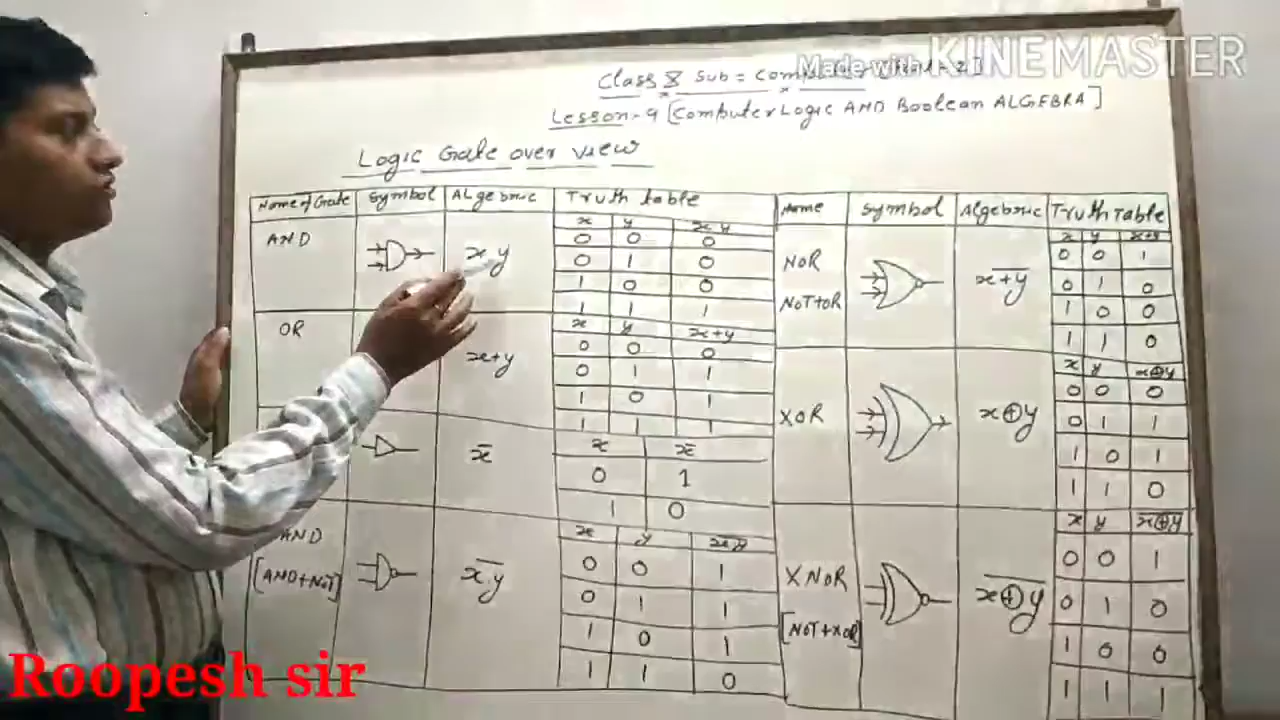 Made with KINEMASTER
Class X Sub = Computer
Lesson-9 [Computer Logic AND Boolean ALGEBRA]
Logic Gate over view
Name of Gate Symbol ALgebric Truth table
AND x.y
x y x.y
0 0 0
0 1 0
1 0 0
1 1 1
OR x+y
x y x+y
0 0 0
0 1 1
1 0 1
1 1 1
x̅
x x̅
0 1
1 0
AND
[AND+NOT]
x̅.̅y̅
x y x̅.̅y̅
0 0 1
0 1 1
1 0 1
1 1 0
Name Symbol Algebric Truth Table
NOR
NOT+OR
x̅+̅y̅
x y x̅+̅y̅
0 0 1
0 1 0
1 0 0
1 1 0
XOR x⊕y
x y x⊕y
0 0 0
0 1 1
1 0 1
1 1 0
XNOR
[NOT+XOR]
x̅⊕̅y̅
x y x̅⊕̅y̅
0 0 1
0 1 0
1 0 0
1 1 1
Roopesh sir